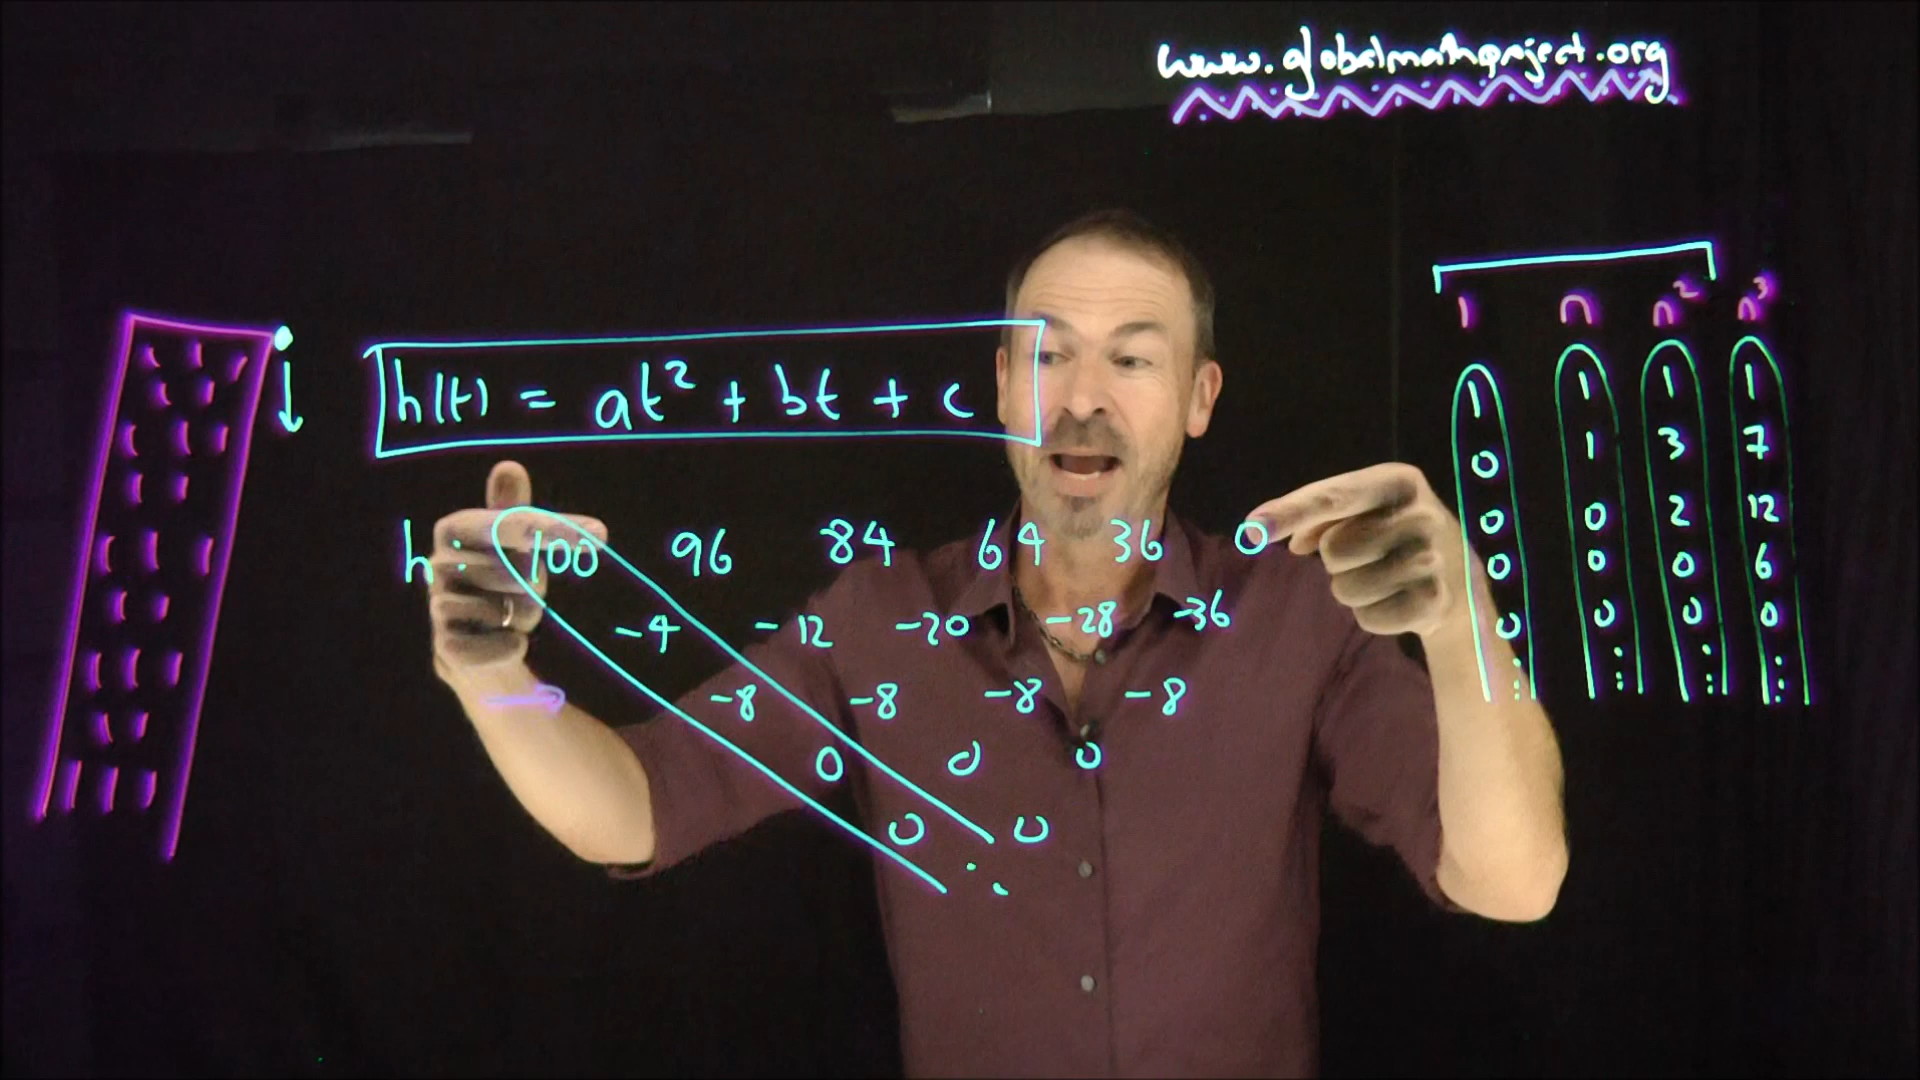 www.globalmathproject.org
h(t) = at² + bt + c
h: 100 96 84 64 36 0
-4 -12 -20 -28 -36
-8 -8 -8 -8
0 0 0
0 0
1 n n² n³
1 1 1 1
0 1 3 7
0 0 2 12
0 0 0 6
0 0 0 0